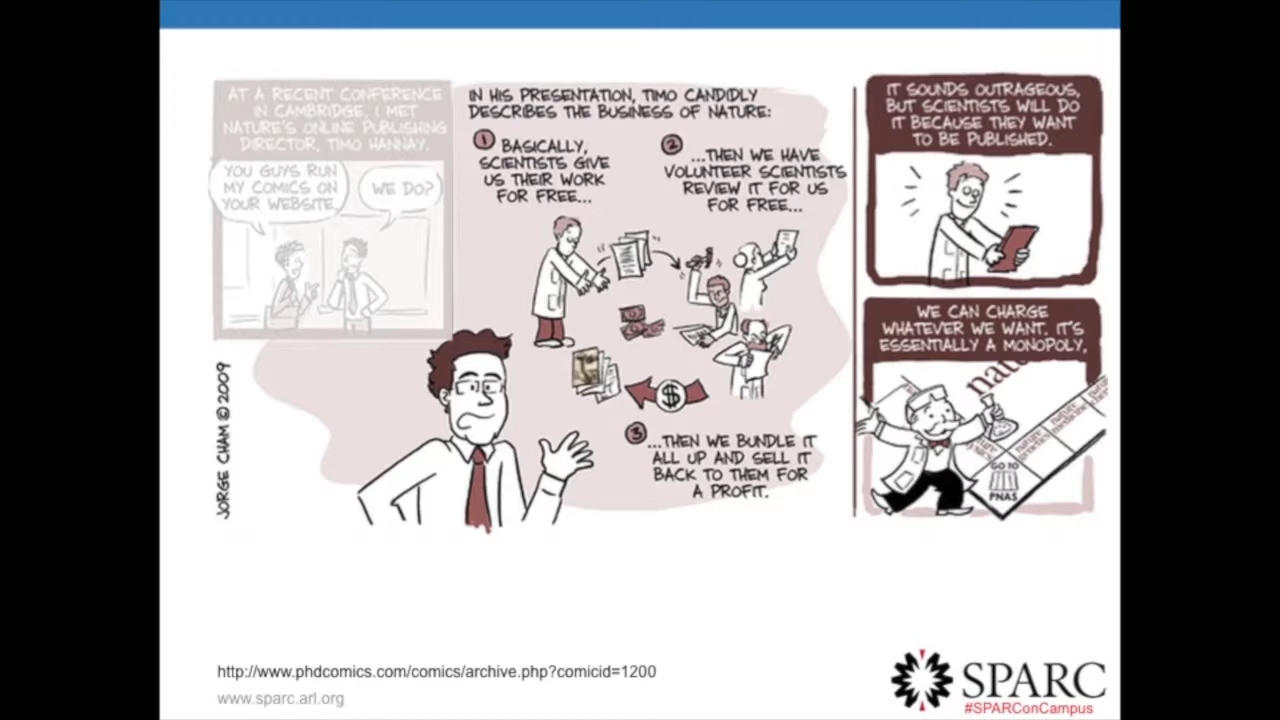 AT A RECENT CONFERENCE
IN CAMBRIDGE, I MET
NATURE'S ONLINE PUBLISHING
DIRECTOR, TIMO HANNAY.
YOU GUYS RUN
MY COMICS ON
YOUR WEBSITE.
WE DO?
IN HIS PRESENTATION, TIMO CANDIDLY
DESCRIBES THE BUSINESS OF NATURE:
1 BASICALLY,
SCIENTISTS GIVE
US THEIR WORK
FOR FREE...
2 ...THEN WE HAVE
VOLUNTEER SCIENTISTS
REVIEW IT FOR US
FOR FREE...
$
3 ...THEN WE BUNDLE IT
ALL UP AND SELL IT
BACK TO THEM FOR
A PROFIT.
JORGE CHAM © 2009
IT SOUNDS OUTRAGEOUS,
BUT SCIENTISTS WILL DO
IT BECAUSE THEY WANT
TO BE PUBLISHED.
WE CAN CHARGE
WHATEVER WE WANT. IT'S
ESSENTIALLY A MONOPOLY,
nature
genetics
nature
medicine
GO TO
PNAS
http://www.phdcomics.com/comics/archive.php?comicid=1200
www.sparc.arl.org
SPARC
#SPARConCampus